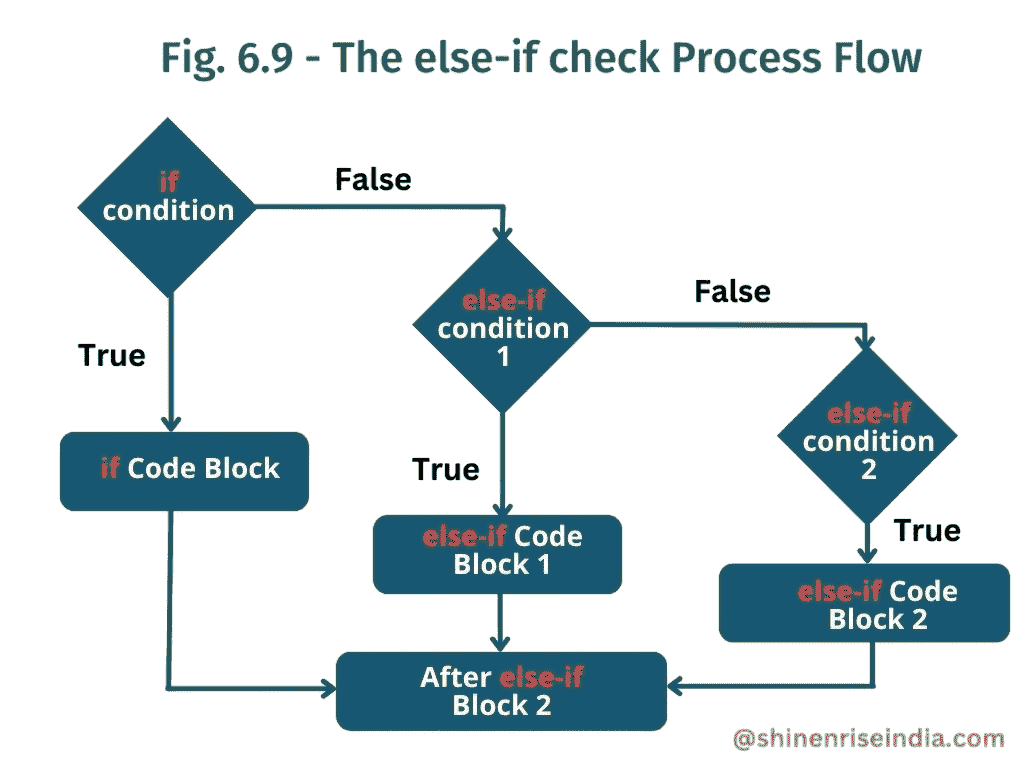 Fig. 6.9 - The else-if check Process Flow
if
condition
False
else-if
condition
1
False
else-if
condition
2
True
if Code Block
True
else-if Code
Block 1
True
else-if Code
Block 2
After else-if
Block 2
@shinenriseindia.com